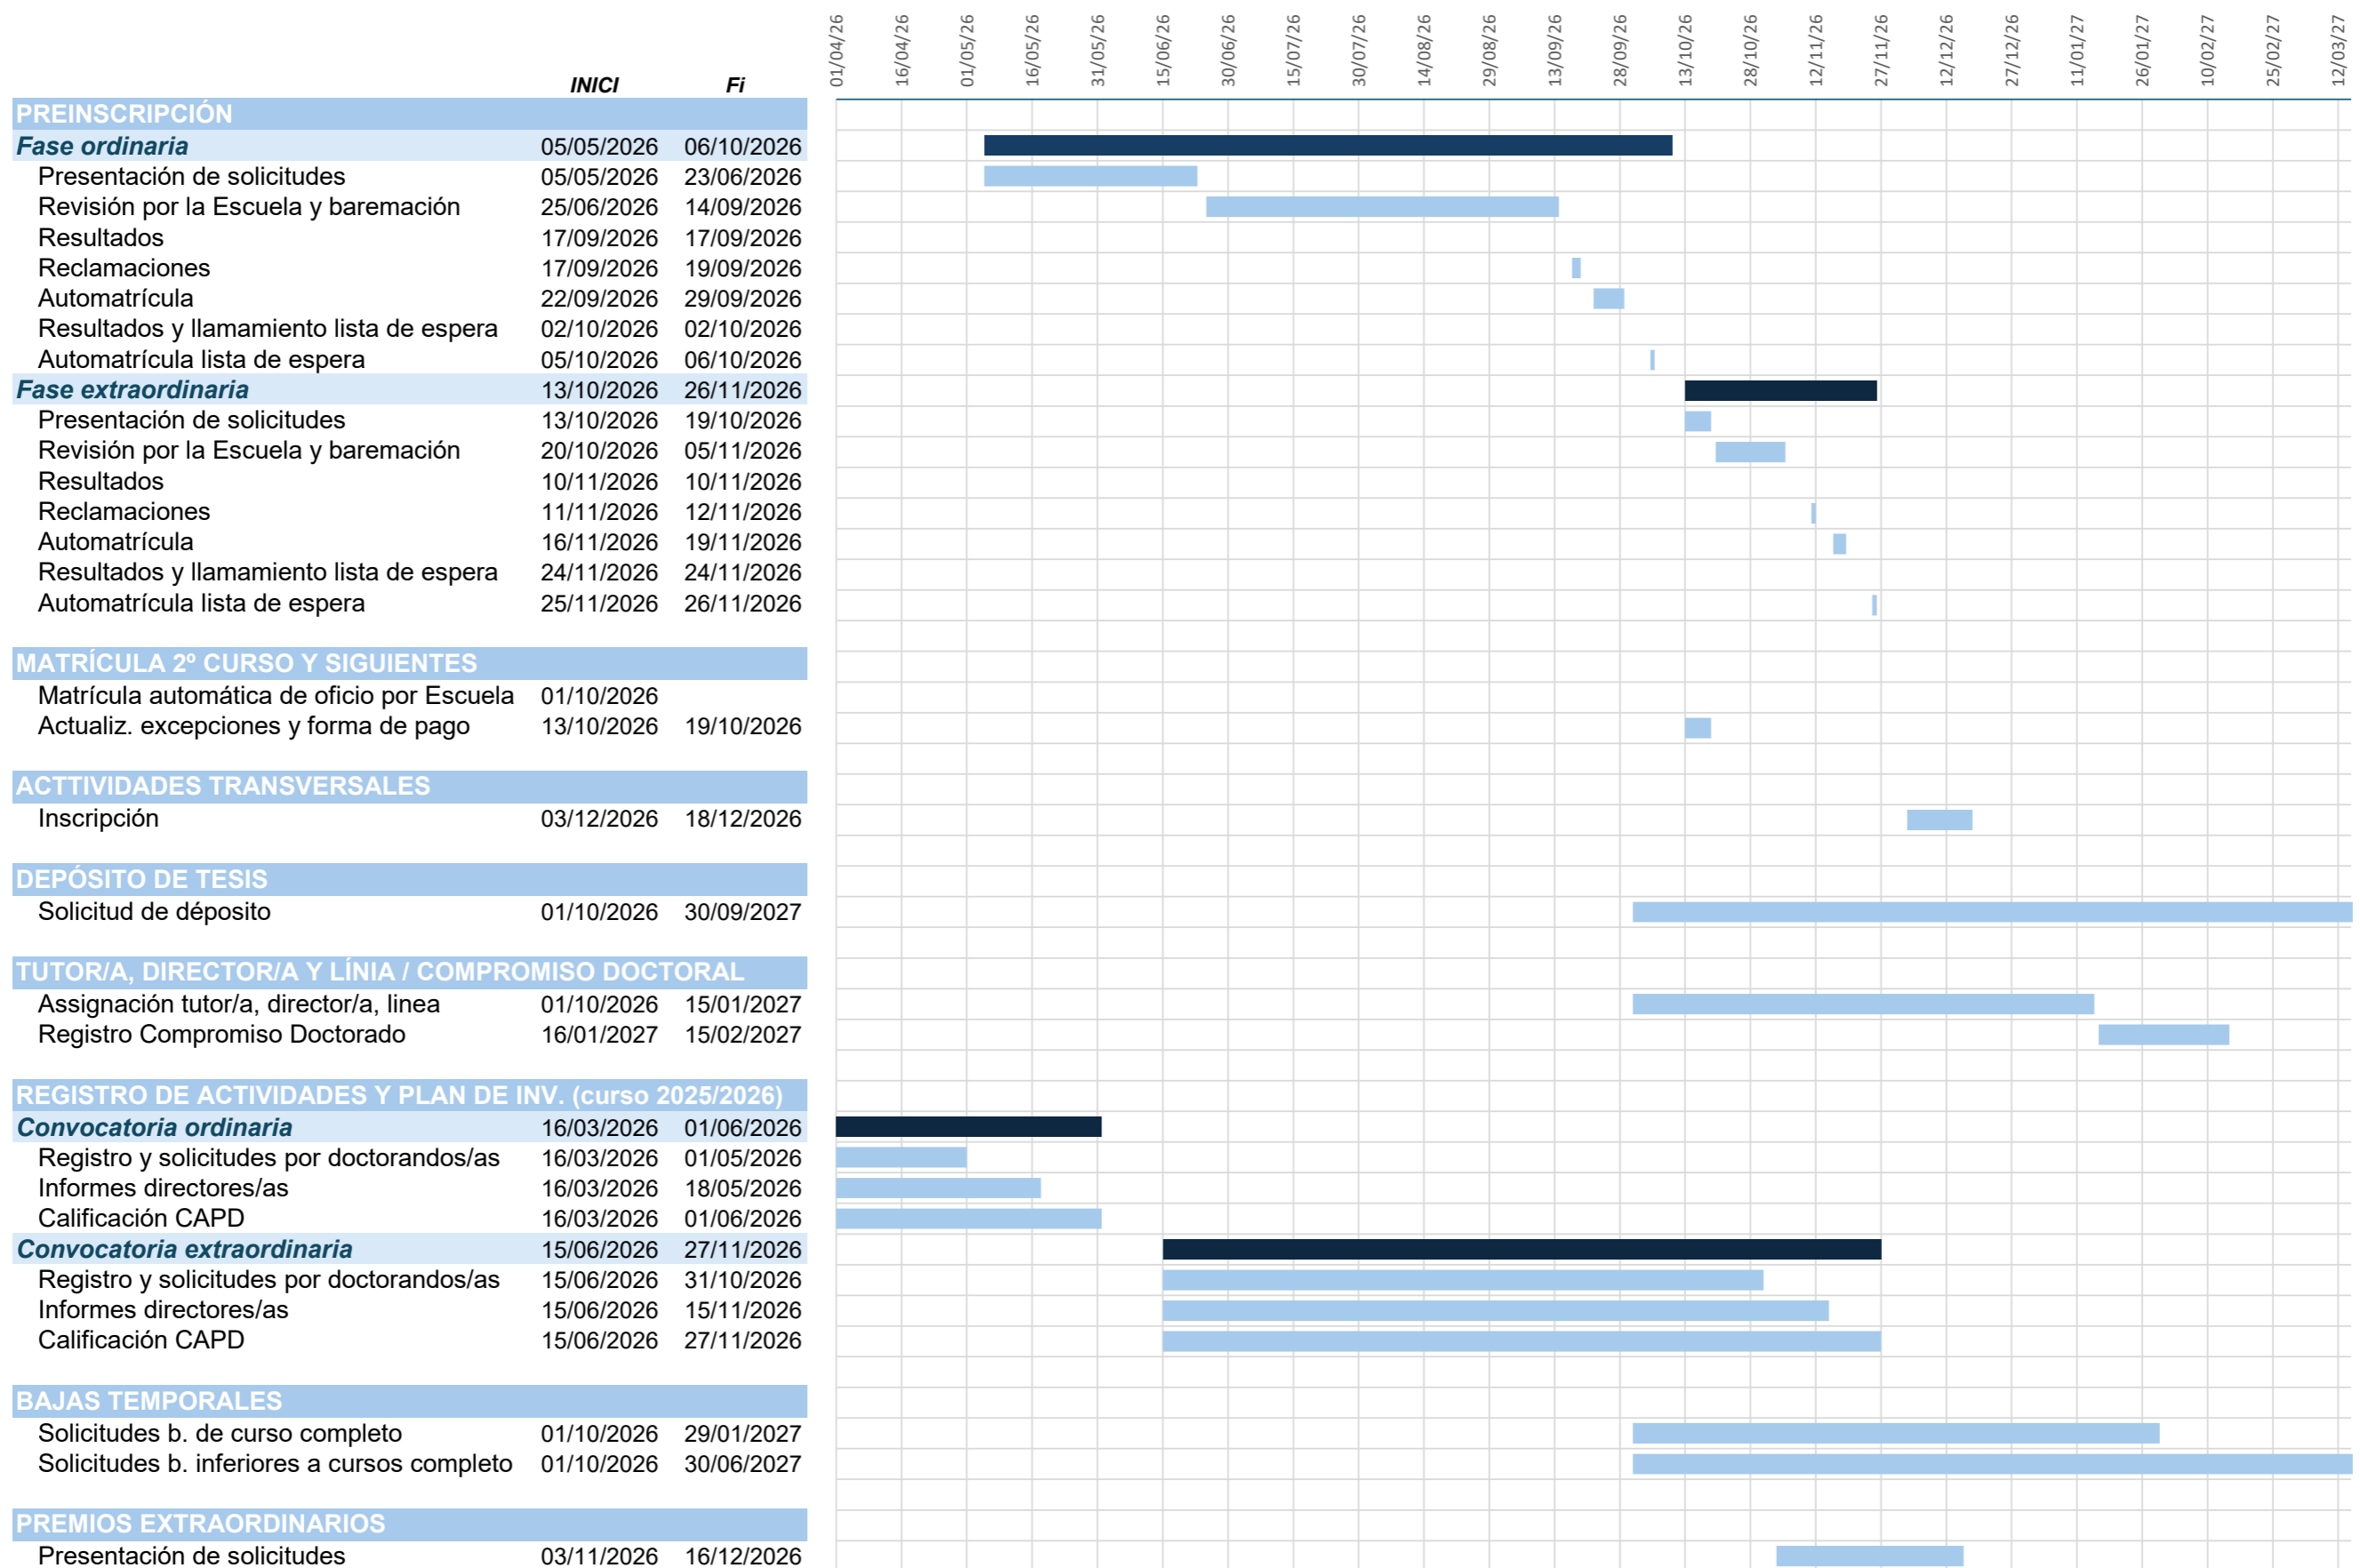 01/04/26 16/04/26 01/05/26 16/05/26 31/05/26 15/06/26 30/06/26 15/07/26 30/07/26 14/08/26 29/08/26 13/09/26 28/09/26 13/10/26 28/10/26 12/11/26 27/11/26 12/12/26 27/12/26 11/01/27 26/01/27 10/02/27 25/02/27 12/03/27
INICI Fi
PREINSCRIPCIÓN
Fase ordinaria 05/05/2026 06/10/2026
Presentación de solicitudes 05/05/2026 23/06/2026
Revisión por la Escuela y baremación 25/06/2026 14/09/2026
Resultados 17/09/2026 17/09/2026
Reclamaciones 17/09/2026 19/09/2026
Automatrícula 22/09/2026 29/09/2026
Resultados y llamamiento lista de espera 02/10/2026 02/10/2026
Automatrícula lista de espera 05/10/2026 06/10/2026
Fase extraordinaria 13/10/2026 26/11/2026
Presentación de solicitudes 13/10/2026 19/10/2026
Revisión por la Escuela y baremación 20/10/2026 05/11/2026
Resultados 10/11/2026 10/11/2026
Reclamaciones 11/11/2026 12/11/2026
Automatrícula 16/11/2026 19/11/2026
Resultados y llamamiento lista de espera 24/11/2026 24/11/2026
Automatrícula lista de espera 25/11/2026 26/11/2026
MATRÍCULA 2º CURSO Y SIGUIENTES
Matrícula automática de oficio por Escuela 01/10/2026
Actualiz. excepciones y forma de pago 13/10/2026 19/10/2026
ACTTIVIDADES TRANSVERSALES
Inscripción 03/12/2026 18/12/2026
DEPÓSITO DE TESIS
Solicitud de déposito 01/10/2026 30/09/2027
TUTOR/A, DIRECTOR/A Y LÍNIA / COMPROMISO DOCTORAL
Assignación tutor/a, director/a, linea 01/10/2026 15/01/2027
Registro Compromiso Doctorado 16/01/2027 15/02/2027
REGISTRO DE ACTIVIDADES Y PLAN DE INV. (curso 2025/2026)
Convocatoria ordinaria 16/03/2026 01/06/2026
Registro y solicitudes por doctorandos/as 16/03/2026 01/05/2026
Informes directores/as 16/03/2026 18/05/2026
Calificación CAPD 16/03/2026 01/06/2026
Convocatoria extraordinaria 15/06/2026 27/11/2026
Registro y solicitudes por doctorandos/as 15/06/2026 31/10/2026
Informes directores/as 15/06/2026 15/11/2026
Calificación CAPD 15/06/2026 27/11/2026
BAJAS TEMPORALES
Solicitudes b. de curso completo 01/10/2026 29/01/2027
Solicitudes b. inferiores a cursos completo 01/10/2026 30/06/2027
PREMIOS EXTRAORDINARIOS
Presentación de solicitudes 03/11/2026 16/12/2026